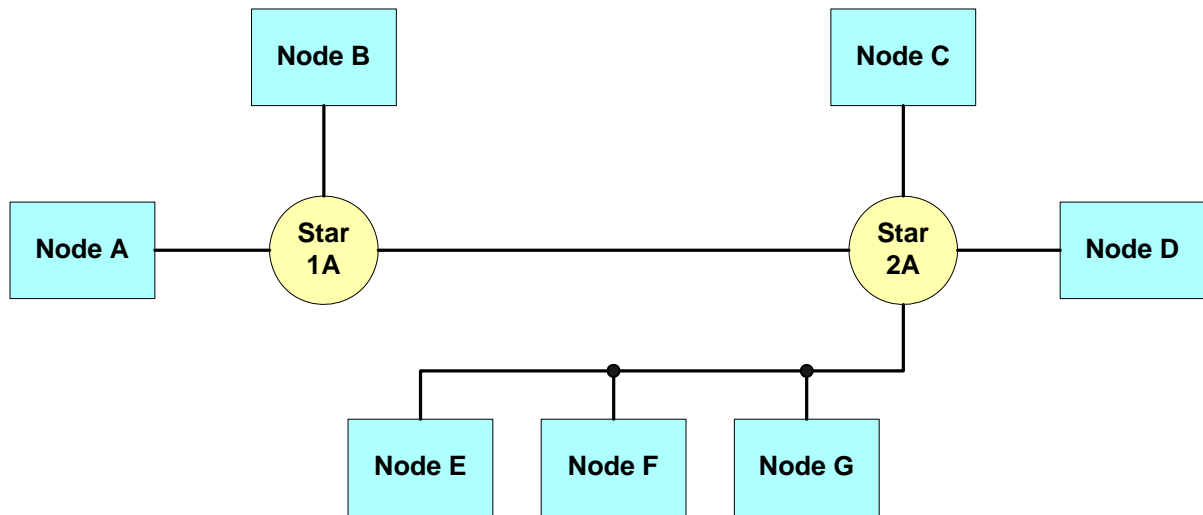 Node B
Node C
Node A
Star
1A
Star
2A
Node D
Node E
Node F
Node G